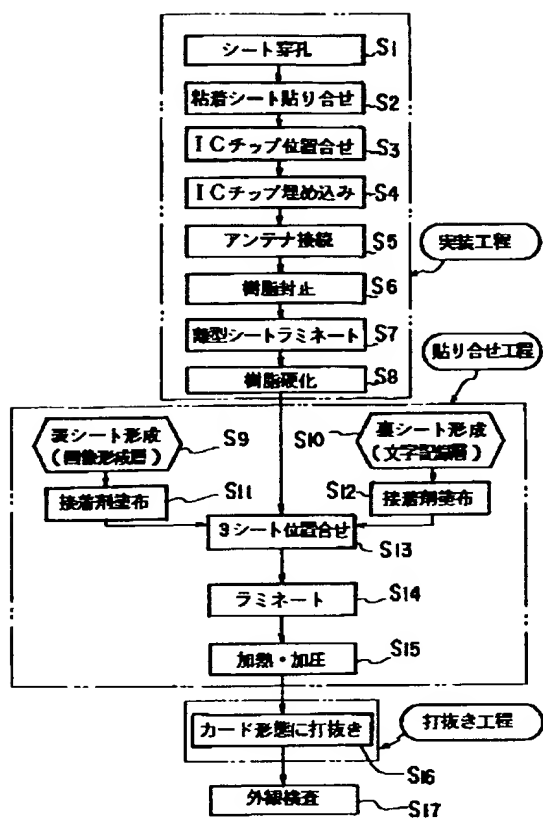 シート穿孔 S1
粘着シート貼り合せ S2
ICチップ位置合せ S3
ICチップ埋め込み S4
アンテナ接続 S5
実装工程
樹脂封止 S6
離型シートラミネート S7
貼り合せ工程
樹脂硬化 S8
表シート形成
(画像形成層)
S9
S10
裏シート形成
(文字記録層)
接着剤塗布 S11
S12 接着剤塗布
3シート位置合せ
S13
ラミネート S14
加熱・加圧 S15
カード形態に打抜き
打抜き工程
S16
外観検査
S17